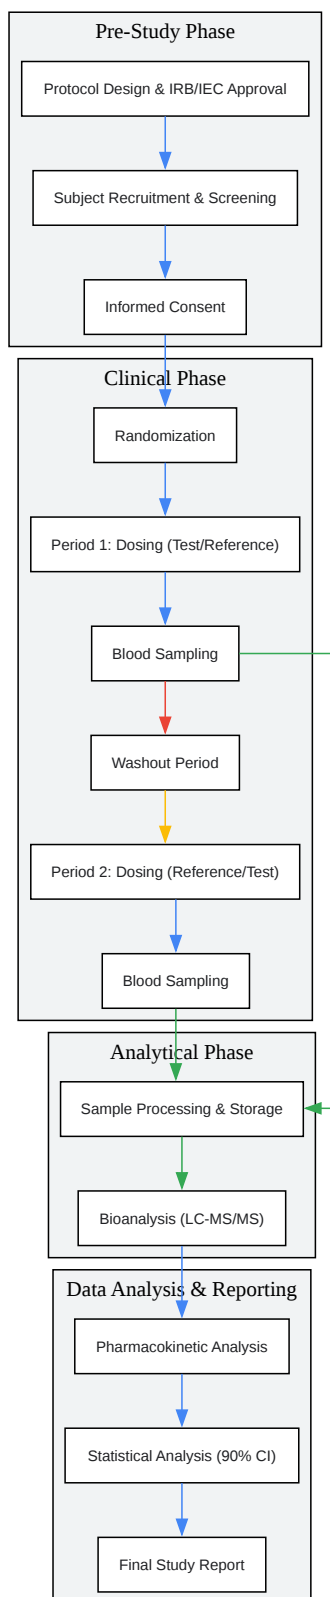 Pre-Study Phase
Protocol Design & IRB/IEC Approval
Subject Recruitment & Screening
Informed Consent
Clinical Phase
Randomization
Period 1: Dosing (Test/Reference)
Blood Sampling
Washout Period
Period 2: Dosing (Reference/Test)
Blood Sampling
Analytical Phase
Sample Processing & Storage
Bioanalysis (LC-MS/MS)
Data Analysis & Reporting
Pharmacokinetic Analysis
Statistical Analysis (90% CI)
Final Study Report